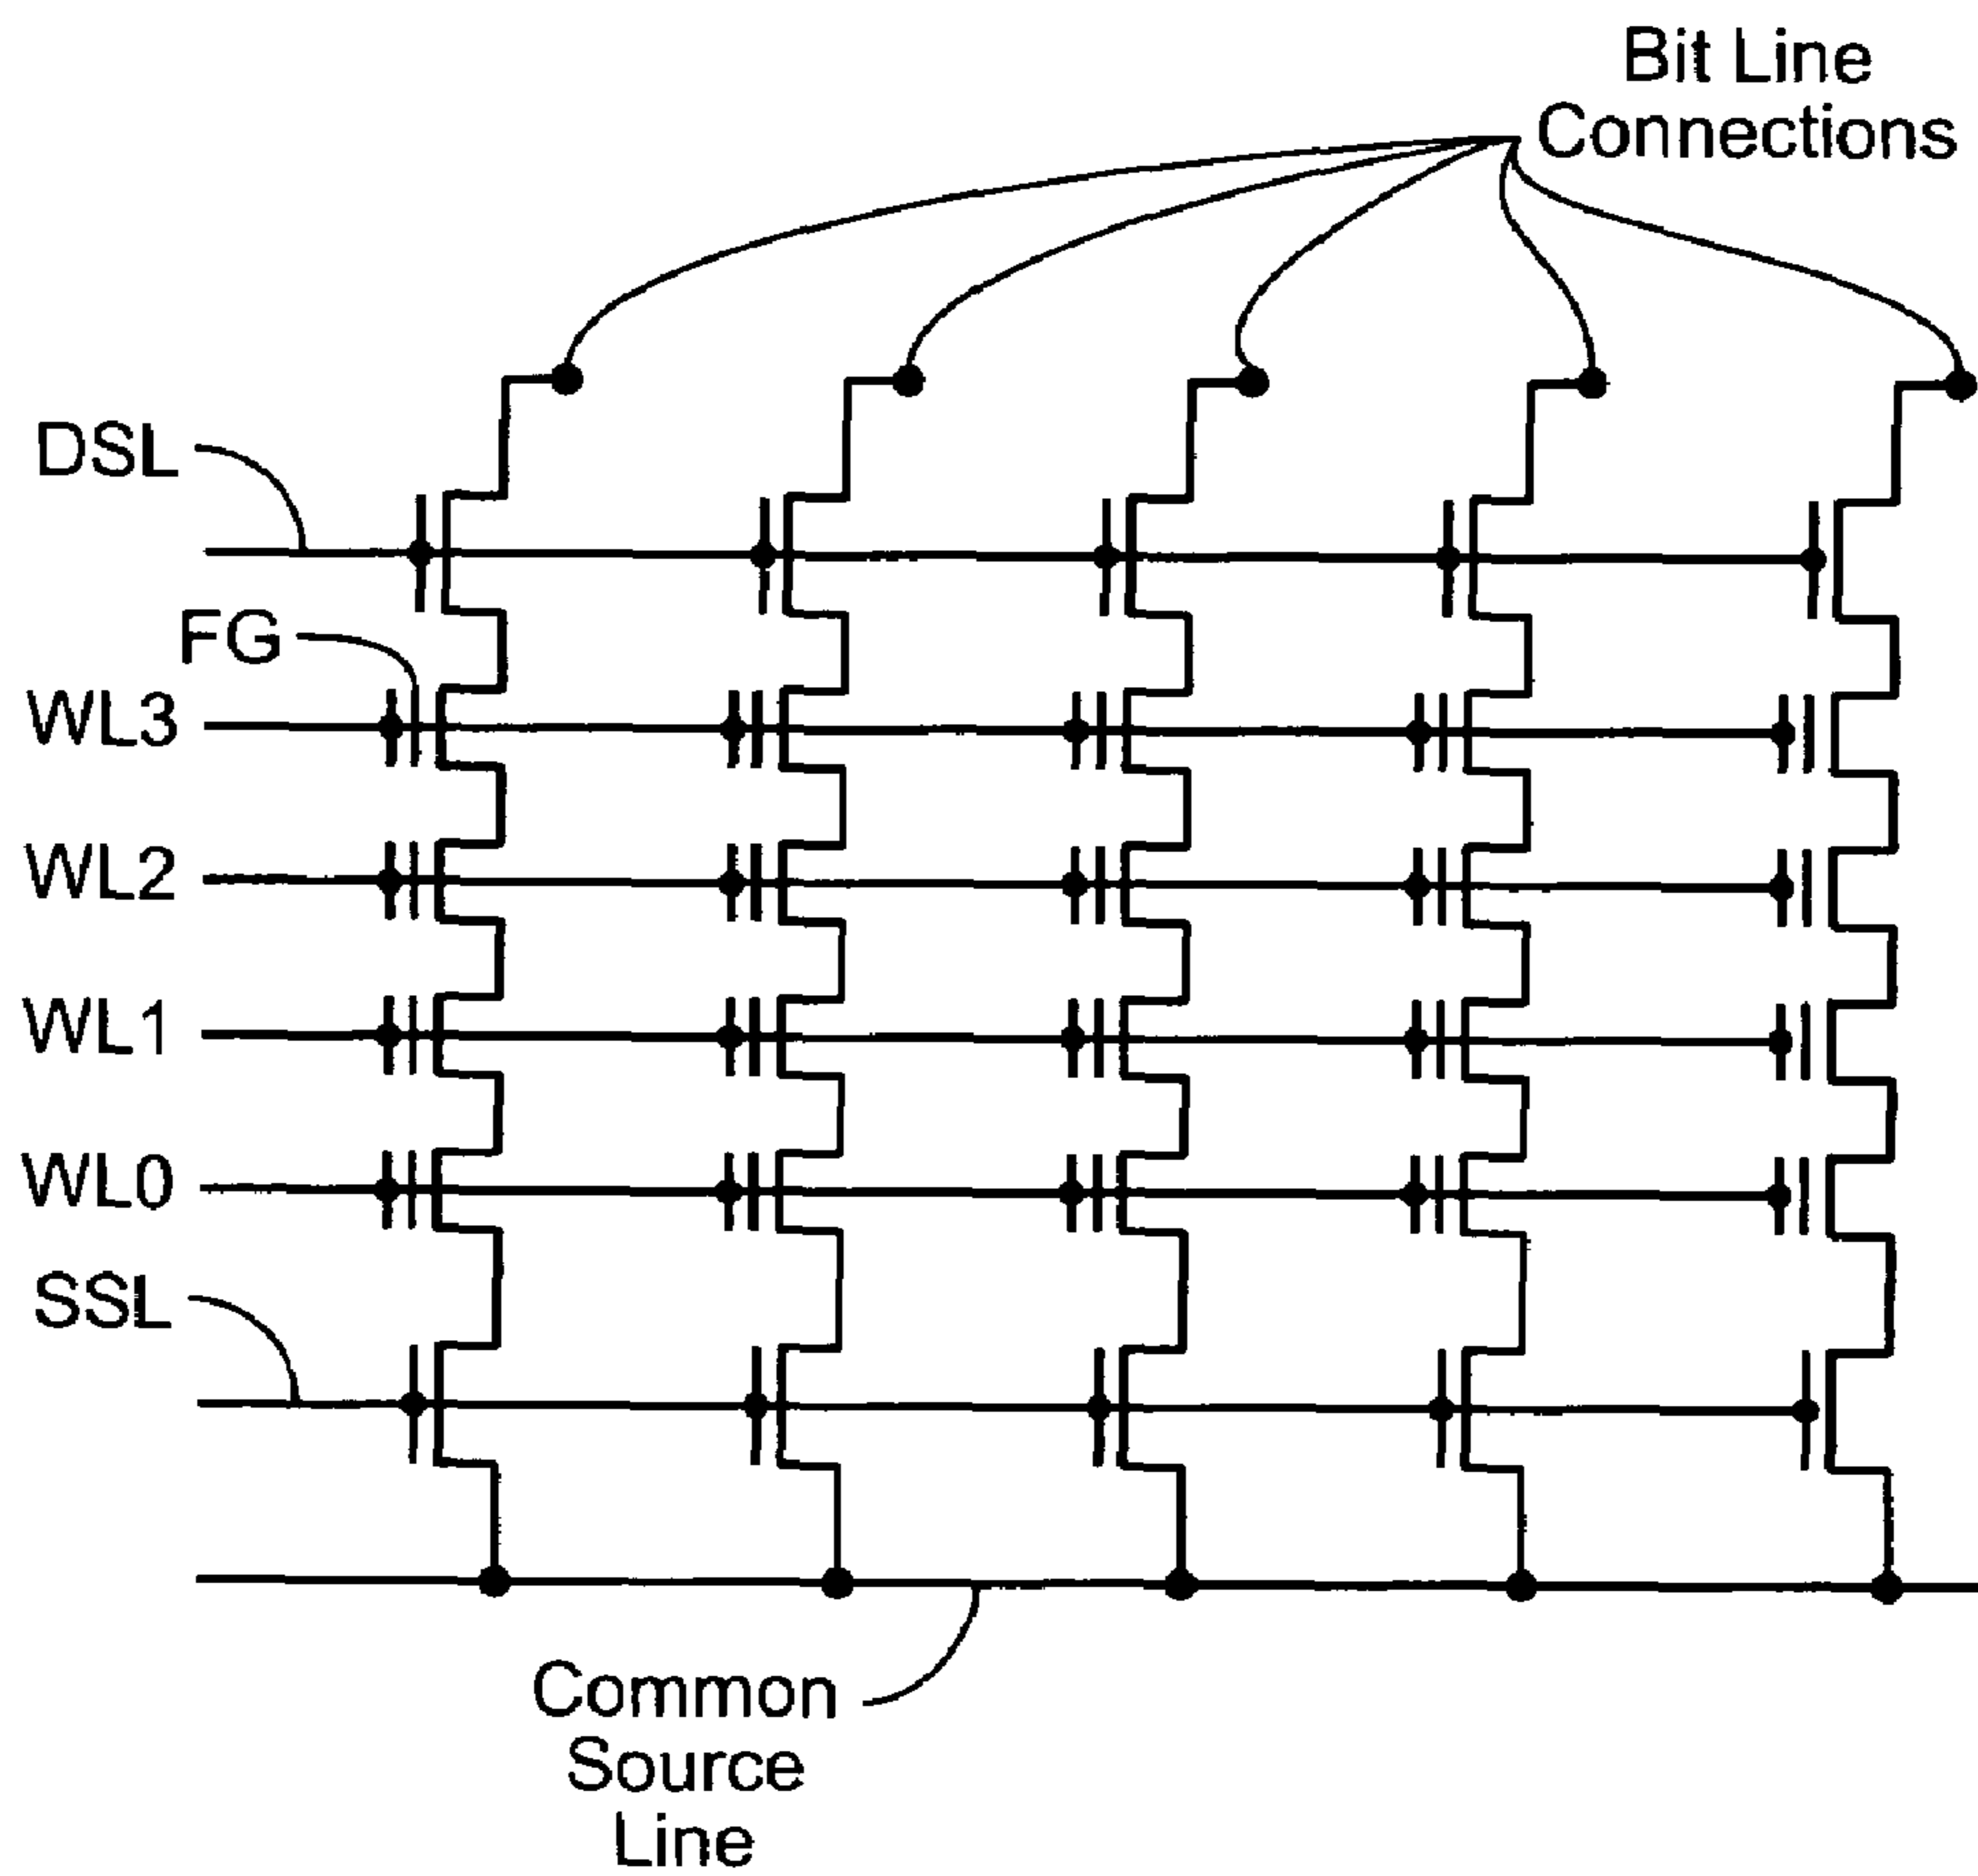 Bit Line
Connections
DSL
FG
WL3
WL2
WL1
WL0
SSL
Common
Source
Line